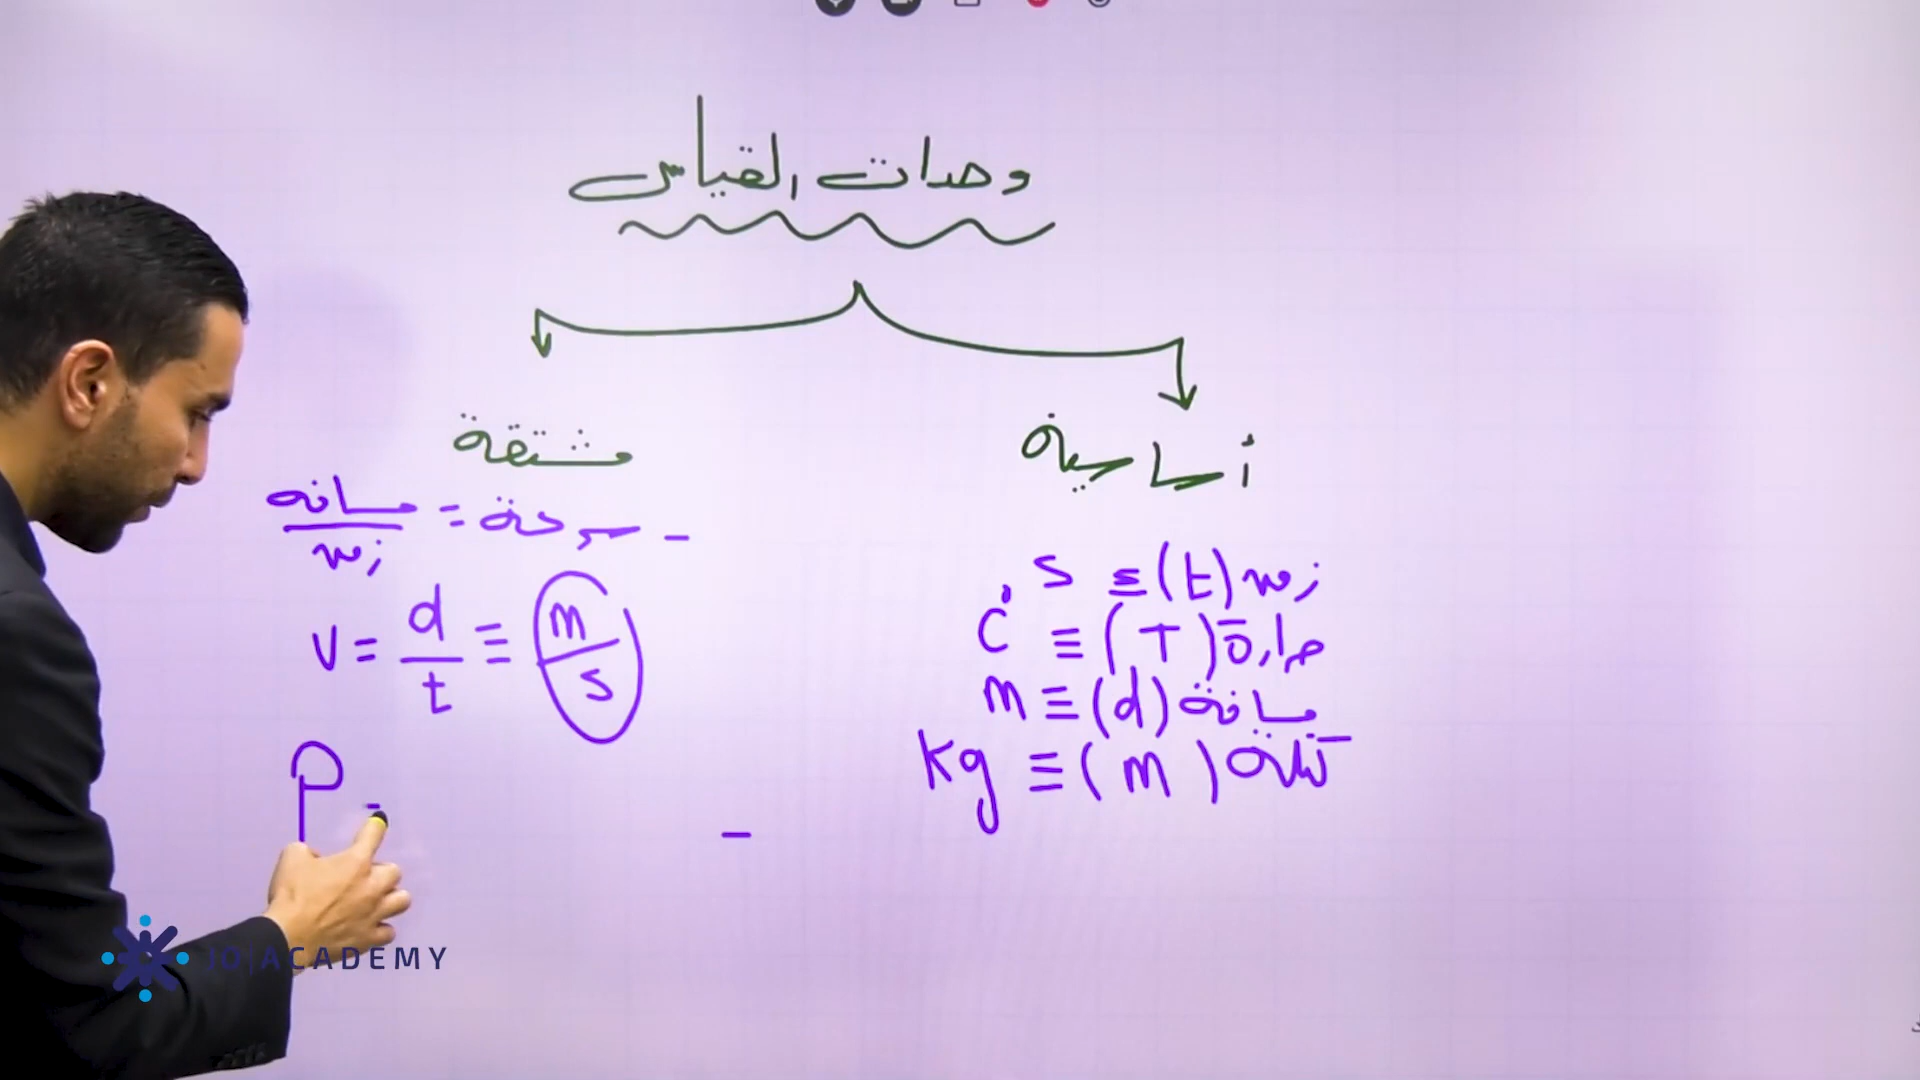 وحدات القياس
أساسية
مشتقة
زمن (t) ≡ s
حرارة (T) ≡ c°
مسافة (d) ≡ m
كتلة (m) ≡ kg
- سرعة = مسافة / زمن
v = d/t ≡ m/s
-
P =
JO|ACADEMY